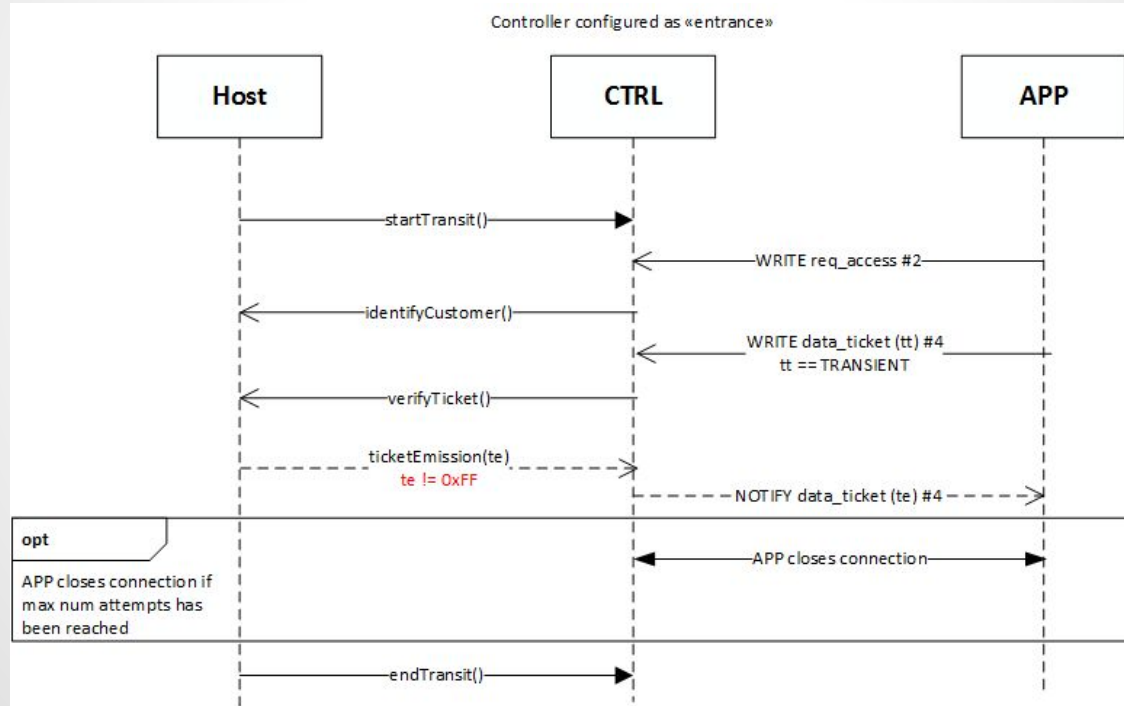 Controller configured as «entrance»
Host
CTRL
APP
startTransit()
WRITE req_access #2
identifyCustomer()
WRITE data_ticket (tt) #4
tt == TRANSIENT
verifyTicket()
ticketEmission(te)
te != 0xFF
NOTIFY data_ticket (te) #4
opt
APP closes connection if
max num attempts has
been reached
APP closes connection
endTransit()